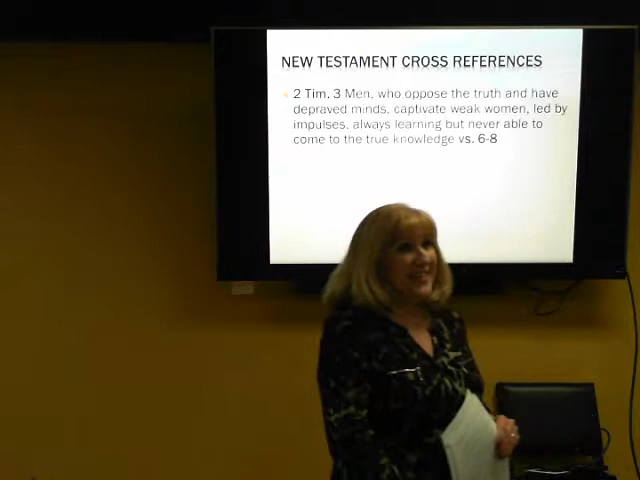 NEW TESTAMENT CROSS REFERENCES
2 Tim. 3 Men, who oppose the truth and have
depraved minds, captivate weak women, led by
impulses, always learning but never able to
come to the true knowledge vs. 6-8